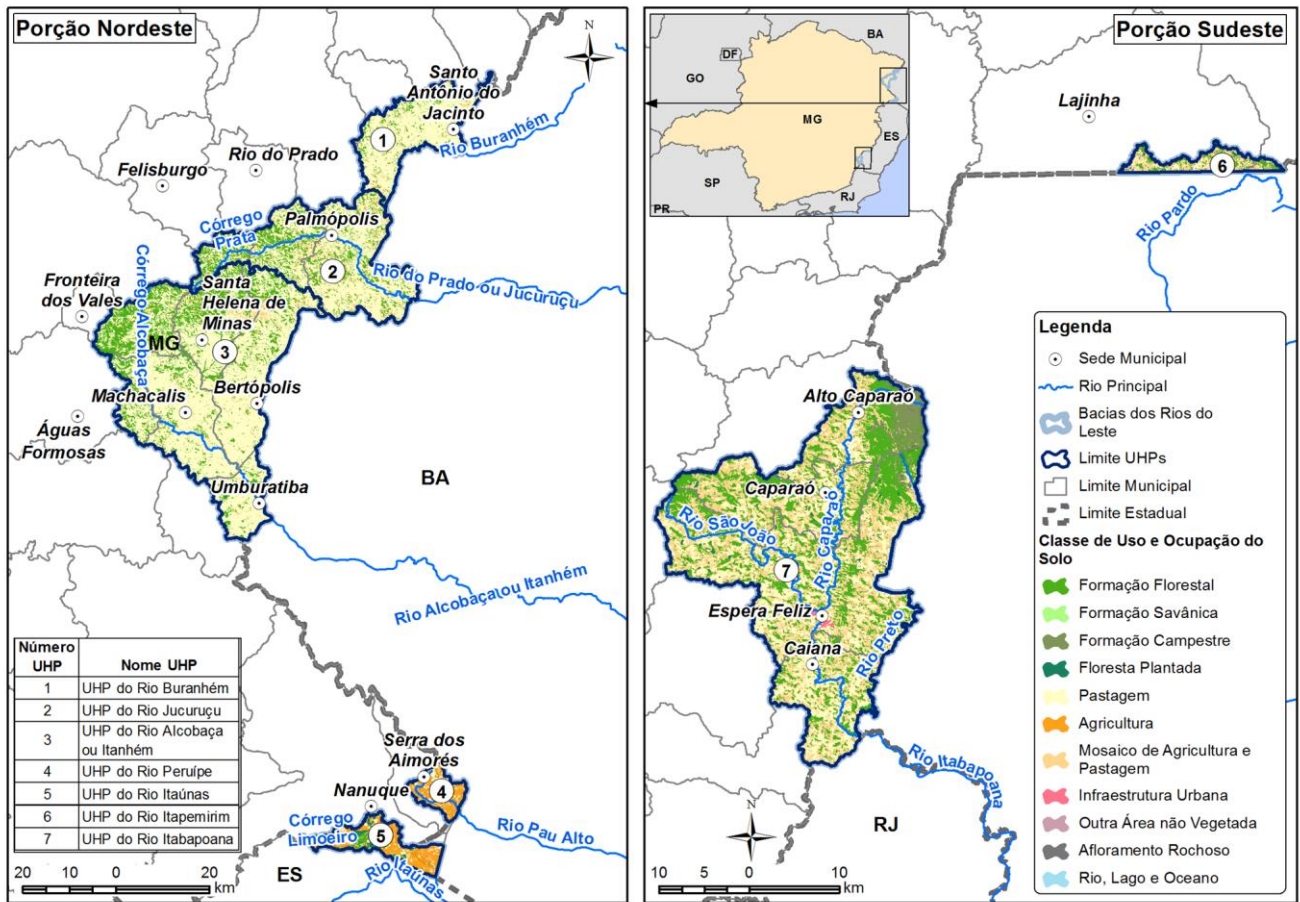 Porção Nordeste
N
Santo
Antônio do
Jacinto
1
Rio Buranhém
Rio do Prado
Felisburgo
Córrego
Prata
Palmópolis
2
Rio do Prado ou Jucuruçu
Córrego Alcobaça
Fronteira
dos Vales
Santa
Helena de
Minas
MG
3
Machacalis
Bertópolis
Águas
Formosas
Umburatiba
BA
Rio Alcobaça ou Itanhém
Número UHP | Nome UHP
1 UHP do Rio Buranhém
2 UHP do Rio Jucuruçu
3 UHP do Rio Alcobaça
ou Itanhém
4 UHP do Rio Peruípe
5 UHP do Rio Itaúnas
6 UHP do Rio Itapemirim
7 UHP do Rio Itabapoana
Serra dos
Aimorés
Nanuque
4
Córrego
Limoeiro
5
Rio Pau Alto
Rio Itaúnas
ES
20 10 0 20
km
Porção Sudeste
DF
BA
GO
MG
ES
SP
RJ
PR
Lajinha
6
Rio Pardo
Alto Caparaó
Caparaó
Rio Caparaó
Rio São João
7
Espera Feliz
Caiana
Rio Preto
Rio Itabapoana
N
RJ
10 5 0 10
km
Legenda
Sede Municipal
Rio Principal
Bacias dos Rios do
Leste
Limite UHPs
Limite Municipal
Limite Estadual
Classe de Uso e Ocupação do
Solo
Formação Florestal
Formação Savânica
Formação Campestre
Floresta Plantada
Pastagem
Agricultura
Mosaico de Agricultura e
Pastagem
Infraestrutura Urbana
Outra Área não Vegetada
Afloramento Rochoso
Rio, Lago e Oceano